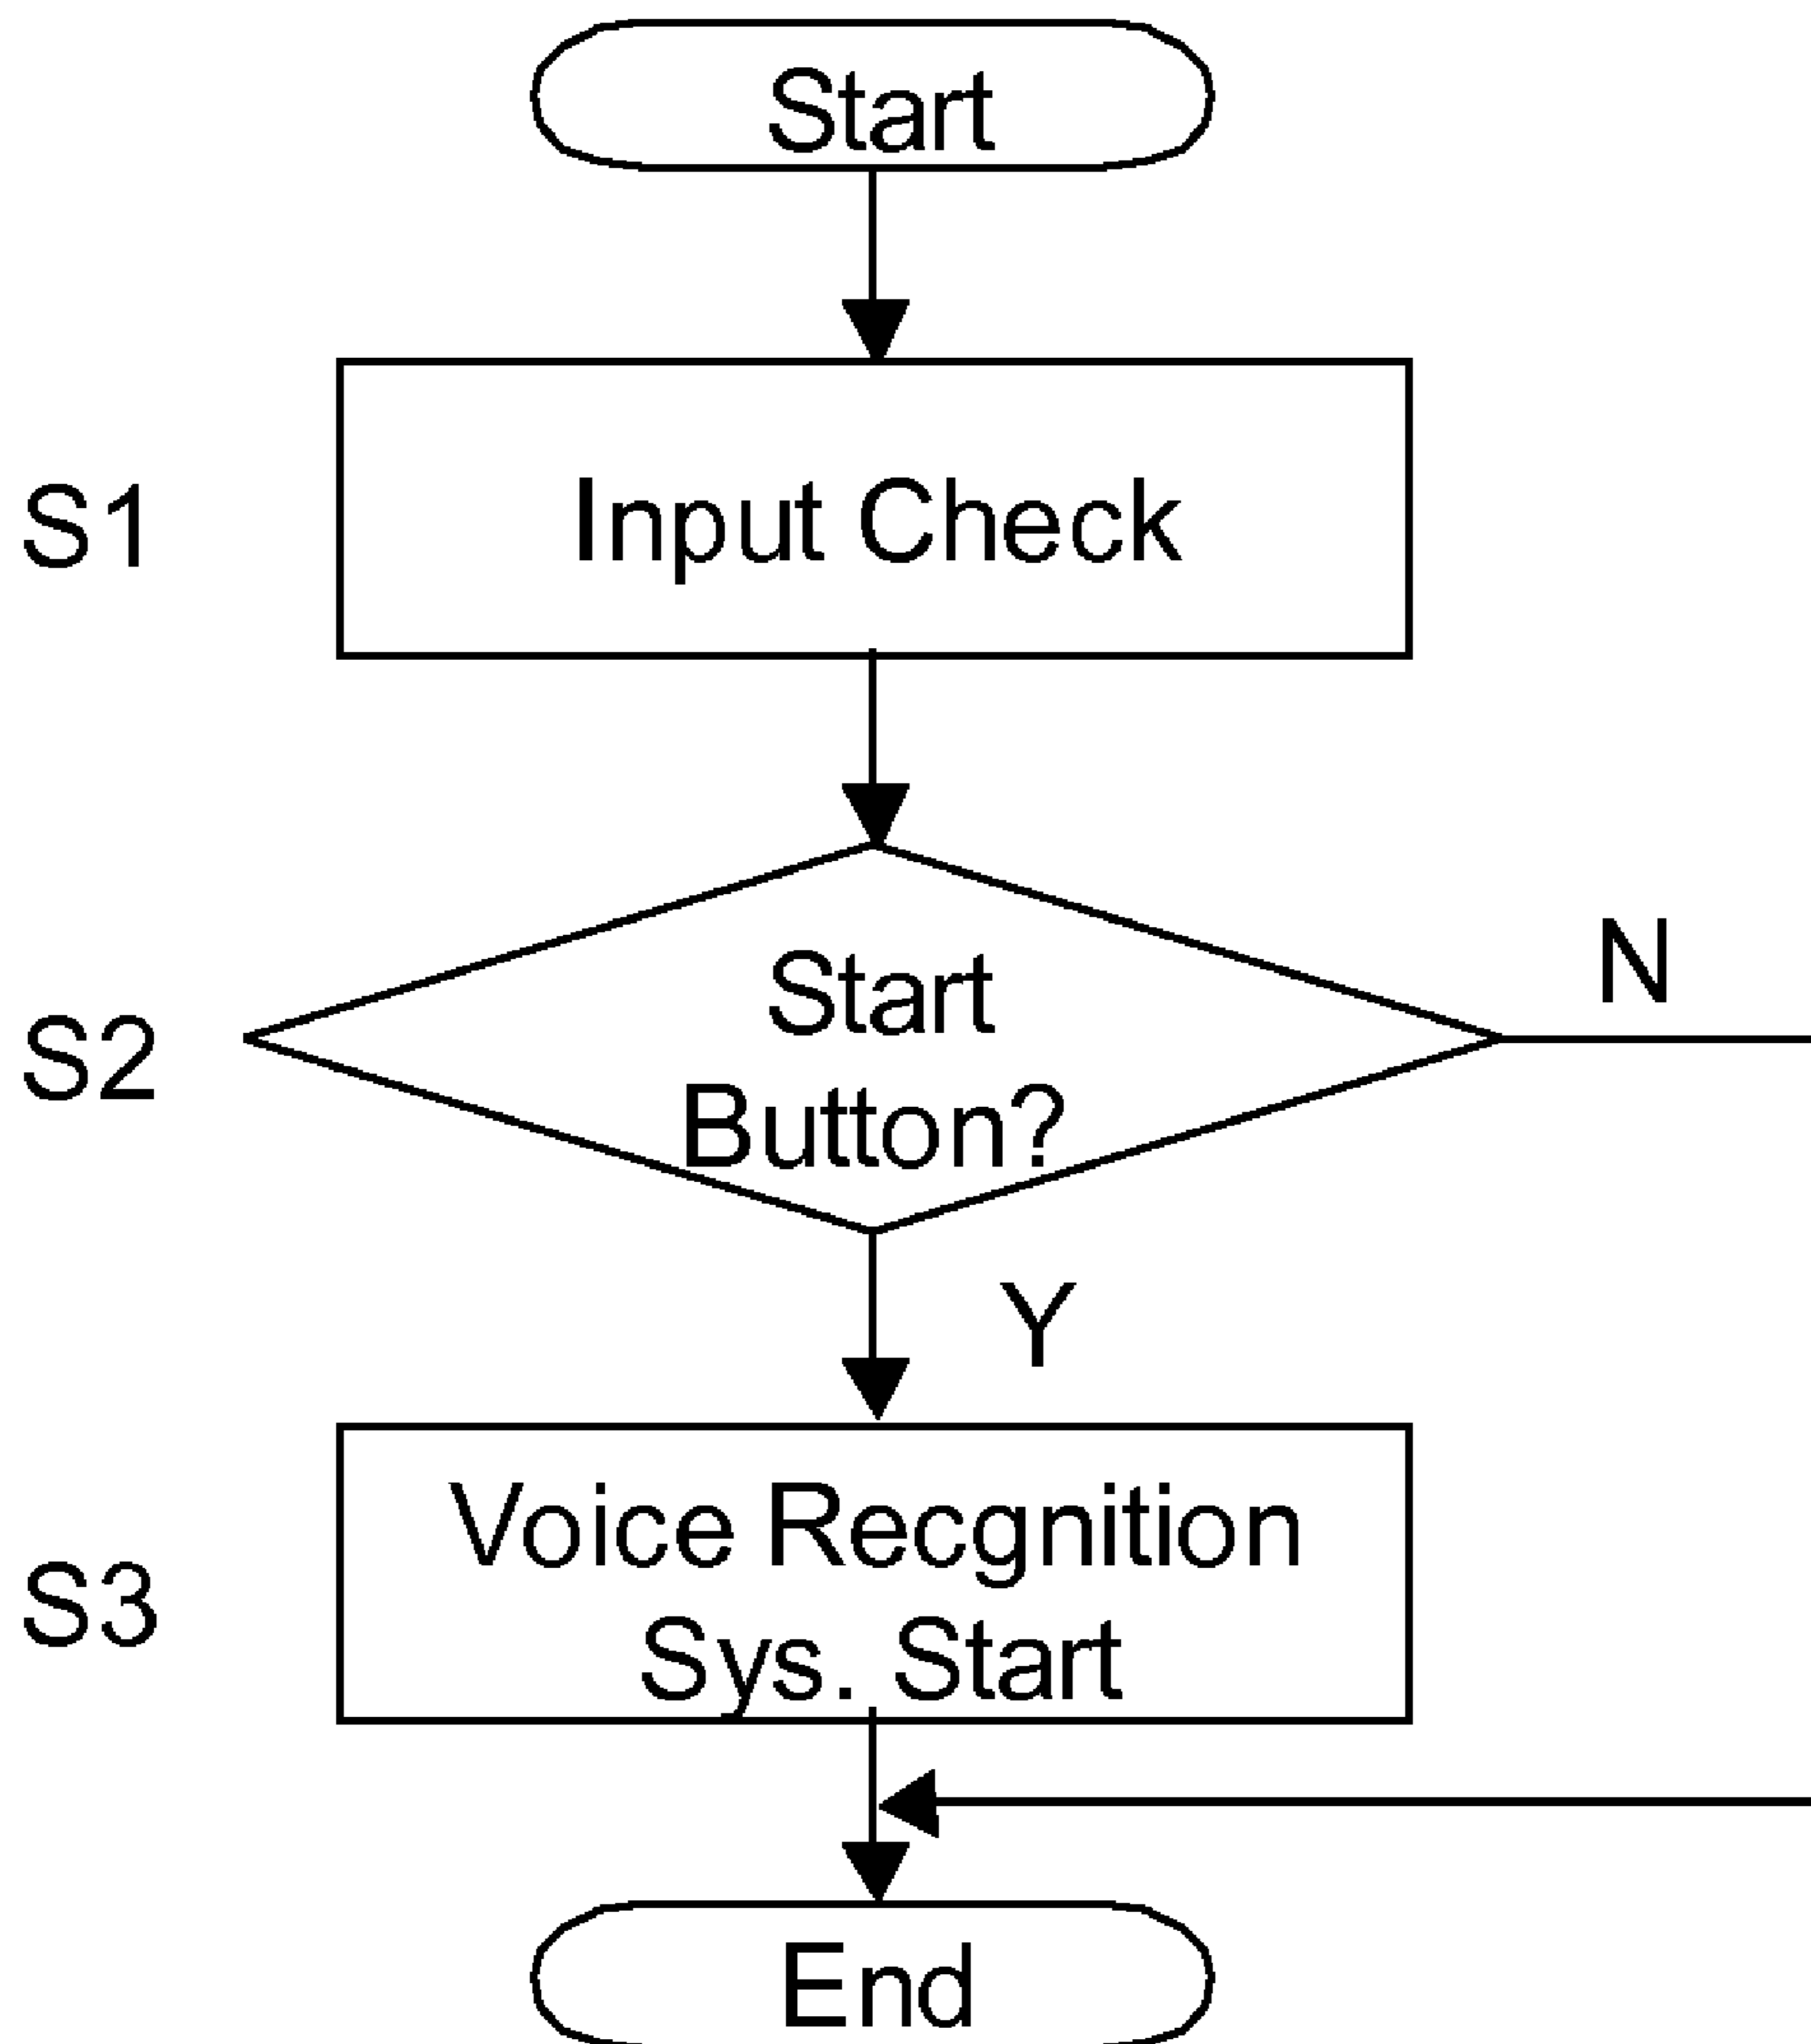 Start
S1
Input Check
S2
Start
Button?
N
Y
S3
Voice Recgnition
Sys. Start
End